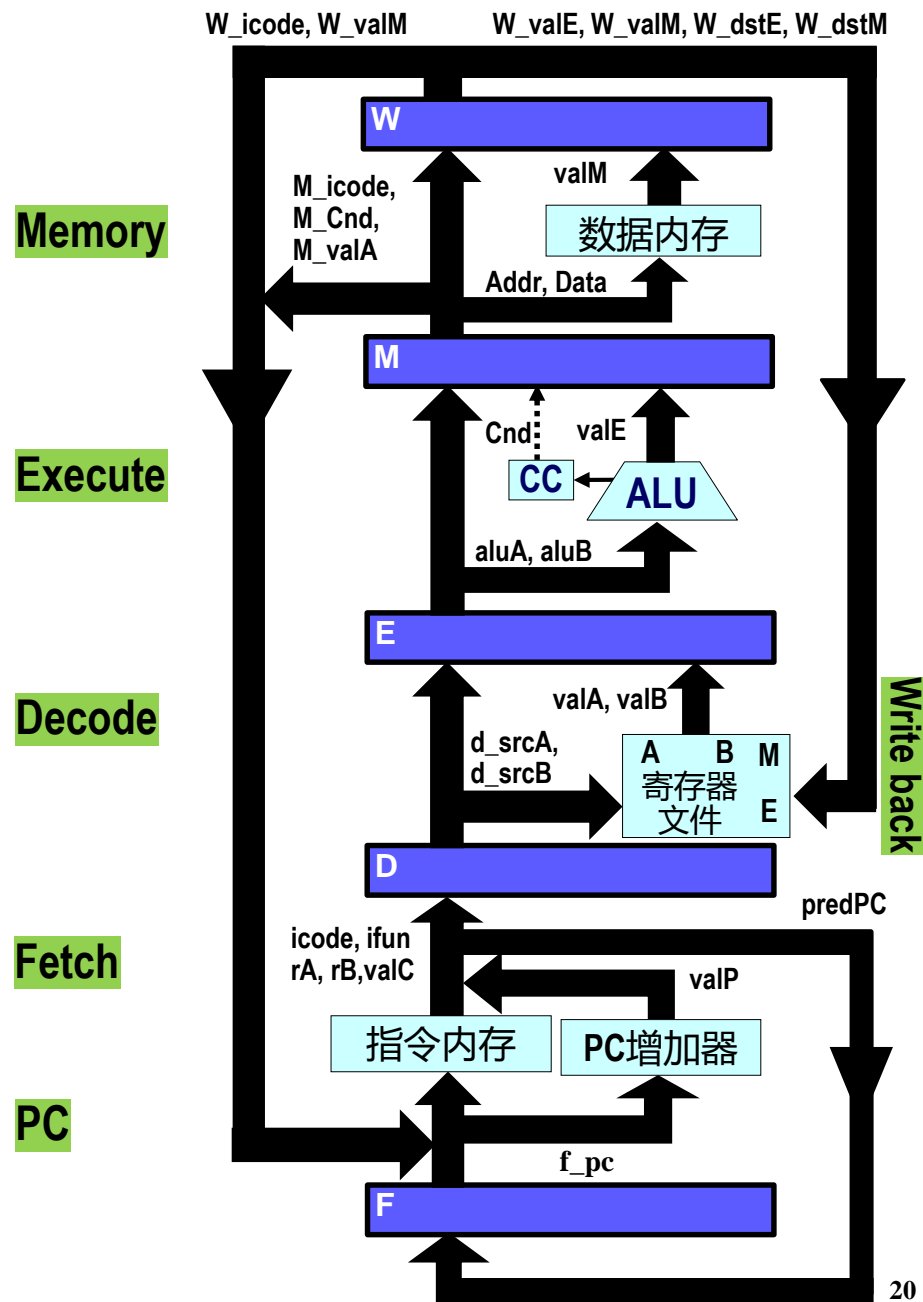 W_icode, W_valM
W_valE, W_valM, W_dstE, W_dstM
W
valM
M_icode,
M_Cnd,
M_valA
Memory
数据内存
Addr, Data
M
Cnd
valE
Execute
CC
ALU
aluA, aluB
E
Decode
valA, valB
Write back
d_srcA,
d_srcB
A B M
寄存器
文件
E
D
predPC
icode, ifun
rA, rB,valC
Fetch
valP
指令内存
PC增加器
PC
f_pc
F
20